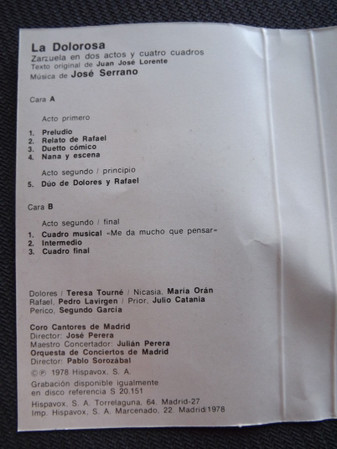 La Dolorosa
Zarzuela en dos actos y cuatro cuadros
Texto original de Juan José Lorente
Música de José Serrano
Cara A
Acto primero
1. Preludio
2. Relato de Rafael
3. Duetto cómico
4. Nana y escena
Acto segundo / principio
5. Dúo de Dolores y Rafael
Cara B
Acto segundo / final
1. Cuadro musical «Me da mucho que pensar»
2. Intermedio
3. Cuadro final
Dolores / Teresa Tourné / Nicasia, María Orán
Rafael, Pedro Lavirgen / Prior, Julio Catania
Perico, Segundo García
Coro Cantores de Madrid
Director: José Perera
Maestro Concertador: Julián Perera
Orquesta de Conciertos de Madrid
Director: Pablo Sorozábal
©℗ 1978 Hispavox, S. A.
Grabación disponible igualmente
en disco referencia S 20.151
Hispavox, S. A. Torrelaguna, 64. Madrid-27
Imp. Hispavox, S. A. Marcenado, 22. Madrid.1978